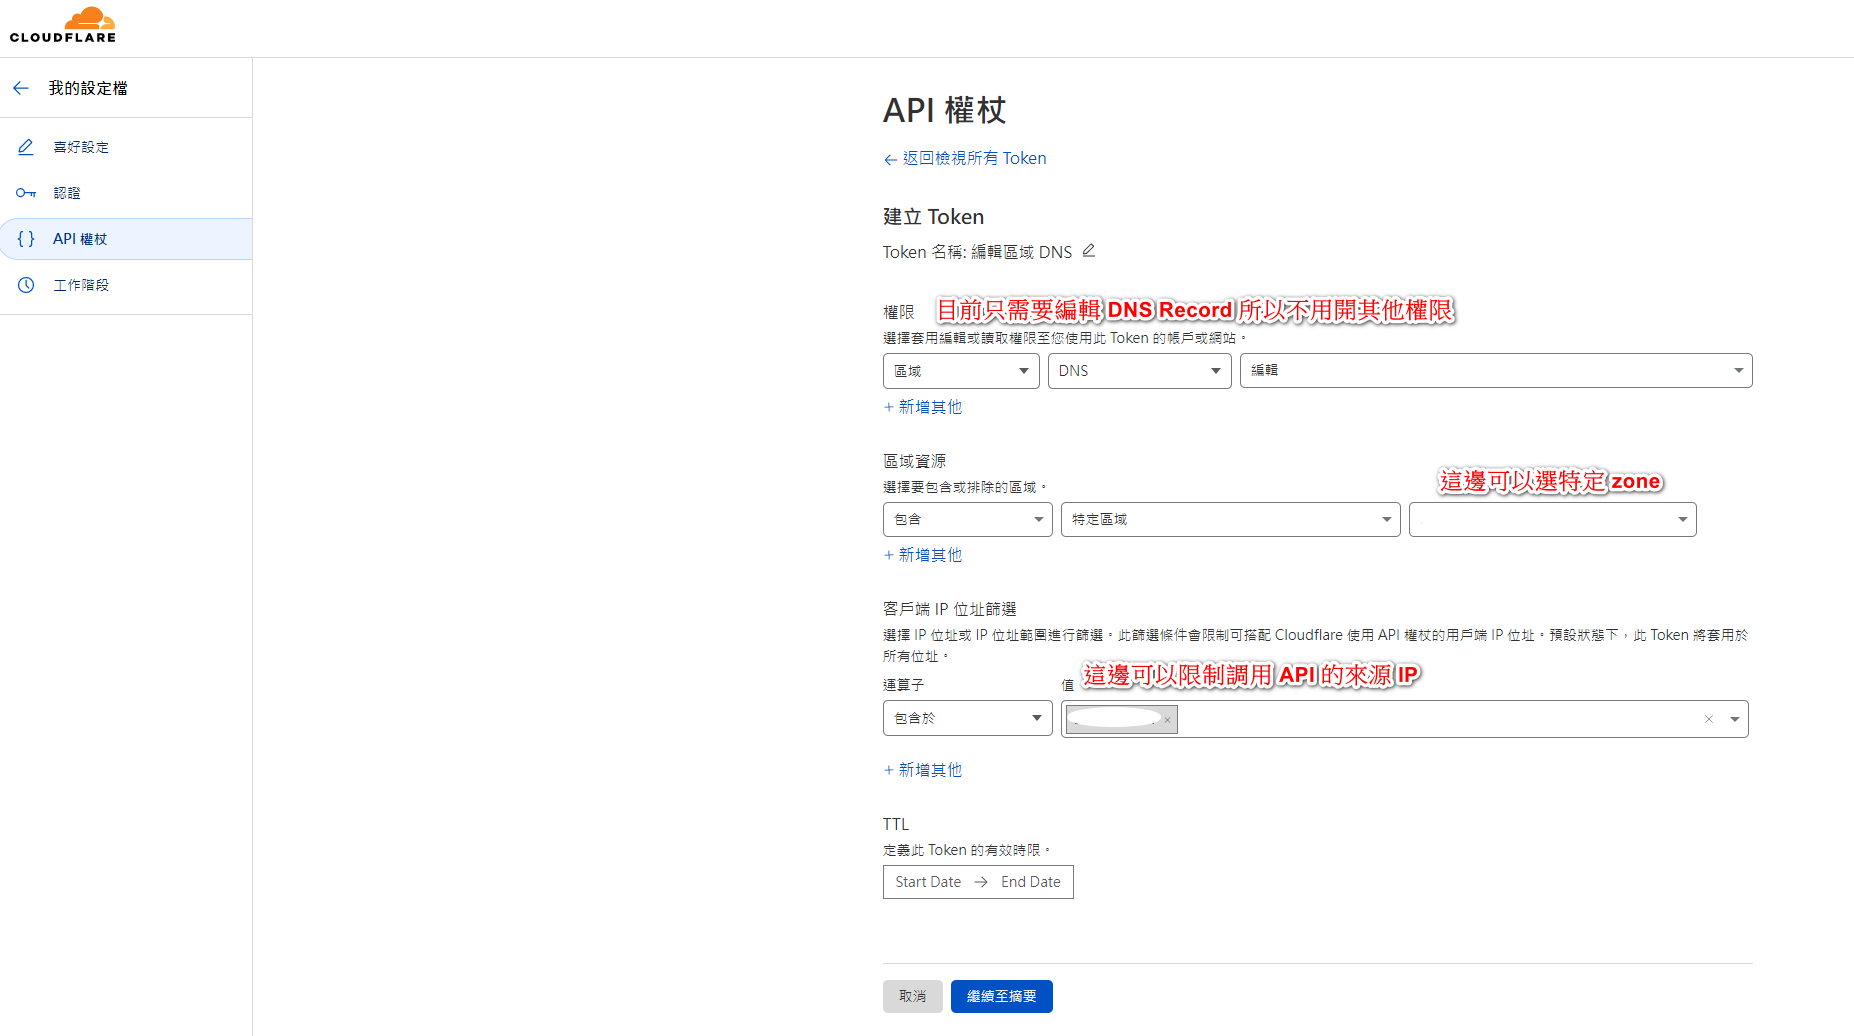 CLOUDFLARE
我的設定檔
喜好設定
認證
API 權杖
工作階段
API 權杖
返回檢視所有 Token
建立 Token
Token 名稱: 編輯區域 DNS
權限
目前只需要編輯 DNS Record 所以不用開其他權限
選擇套用編輯或讀取權限至您使用此 Token 的帳戶或網站。
區域 DNS 編輯
+ 新增其他
區域資源
選擇要包含或排除的區域。
這邊可以選特定 zone
包含 特定區域
+ 新增其他
客戶端 IP 位址篩選
選擇 IP 位址或 IP 位址範圍進行篩選。此篩選條件會限制可搭配 Cloudflare 使用 API 權杖的用戶端 IP 位址。預設狀態下，此 Token 將套用於
所有位址。
運算子
值
這邊可以限制調用 API 的來源 IP
包含於
+ 新增其他
TTL
定義此 Token 的有效時限。
Start Date → End Date
取消 繼續至摘要